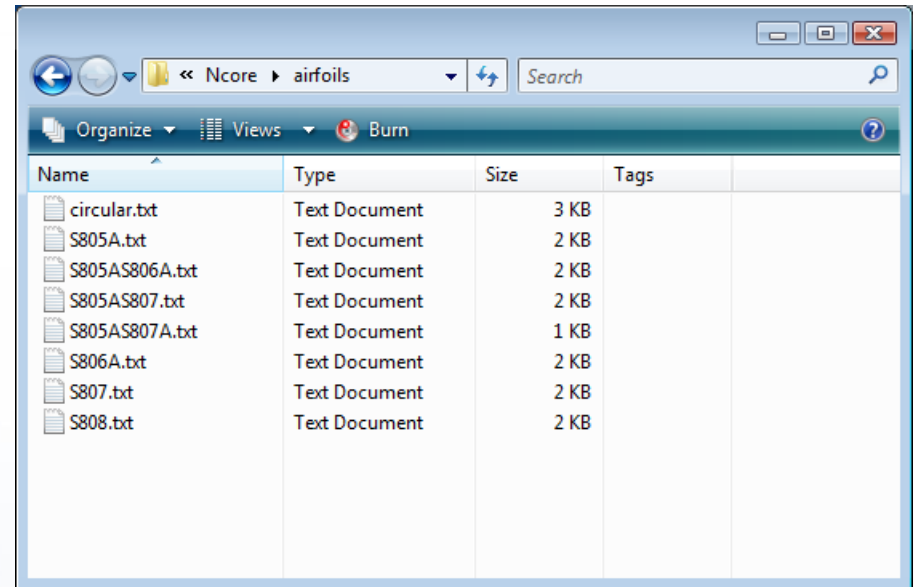 « Ncore ▸ airfoils Search
Organize Views Burn
Name Type Size Tags
circular.txt Text Document 3 KB
S805A.txt Text Document 2 KB
S805AS806A.txt Text Document 2 KB
S805AS807.txt Text Document 2 KB
S805AS807A.txt Text Document 1 KB
S806A.txt Text Document 2 KB
S807.txt Text Document 2 KB
S808.txt Text Document 2 KB